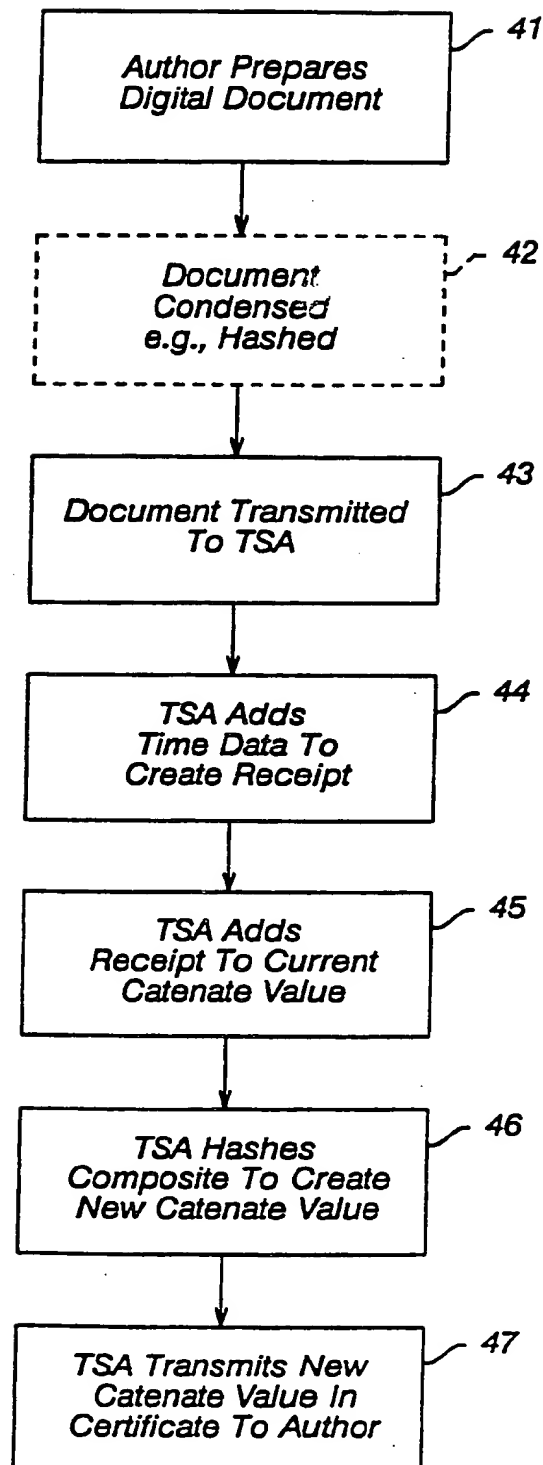 41
Author Prepares
Digital Document
42
Document
Condensed
e.g., Hashed
43
Document Transmitted
To TSA
44
TSA Adds
Time Data To
Create Receipt
45
TSA Adds
Receipt To Current
Catenate Value
46
TSA Hashes
Composite To Create
New Catenate Value
47
TSA Transmits New
Catenate Value In
Certificate To Author